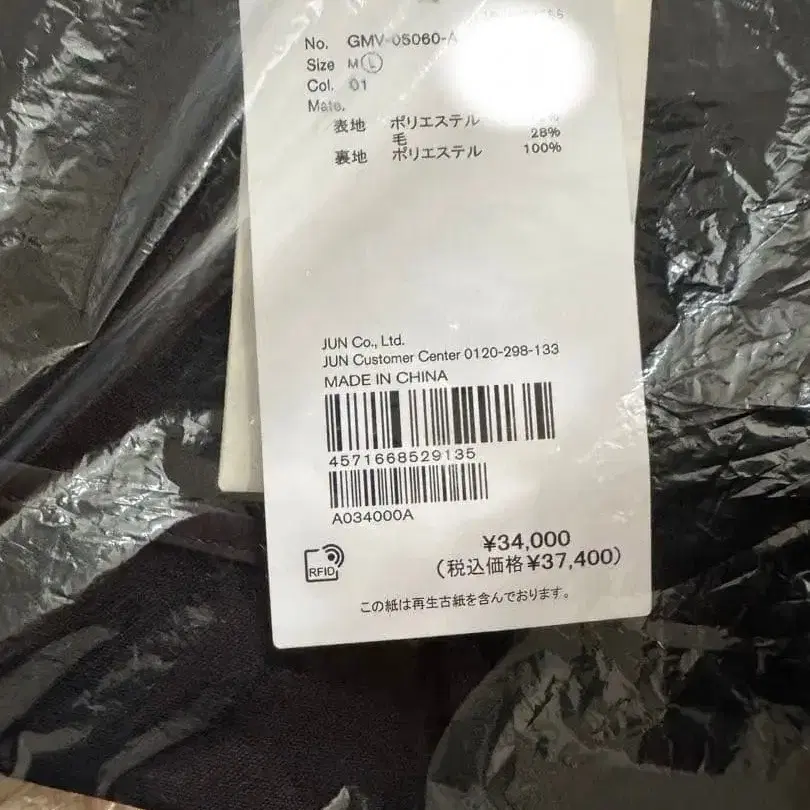 No. GMV-05060-A
Size M Ⓛ
Col. 01
Mate.
表地 ポリエステル
毛 28%
裏地 ポリエステル 100%
JUN Co., Ltd.
JUN Customer Center 0120-298-133
MADE IN CHINA
4571668529135
A034000A
¥34,000
RFID (税込価格¥37,400)
この紙は再生古紙を含んでおります。